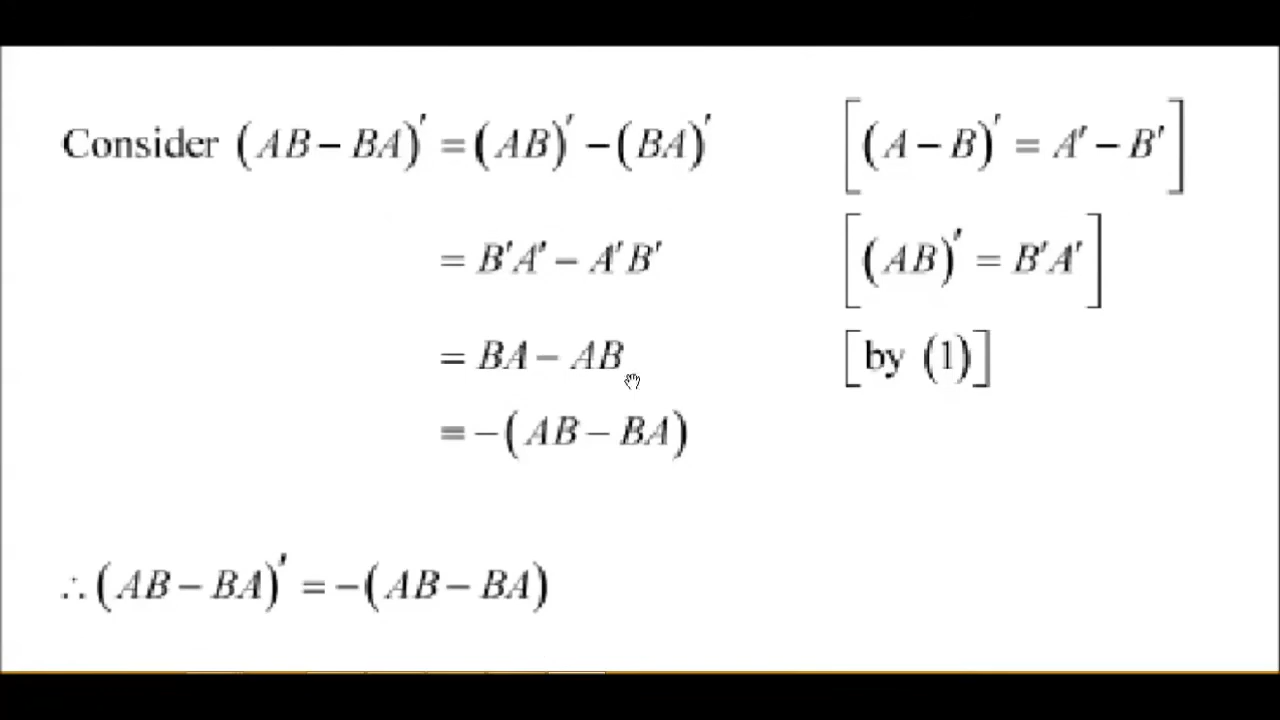 Consider (AB − BA)′ = (AB)′ − (BA)′ [(A − B)′ = A′ − B′]
= B′A′ − A′B′ [(AB)′ = B′A′]
= BA − AB [by (1)]
= −(AB − BA)
∴ (AB − BA)′ = −(AB − BA)